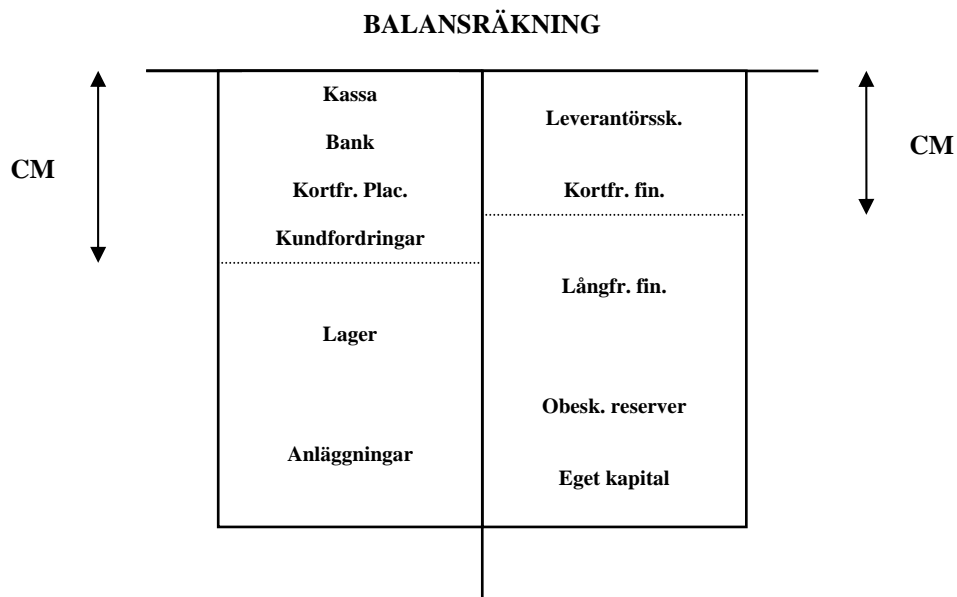 BALANSRÄKNING
CM
Kassa
Bank
Kortfr. Plac.
Kundfordringar
Lager
Anläggningar
Leverantörssk.
Kortfr. fin.
Långfr. fin.
Obesk. reserver
Eget kapital
CM